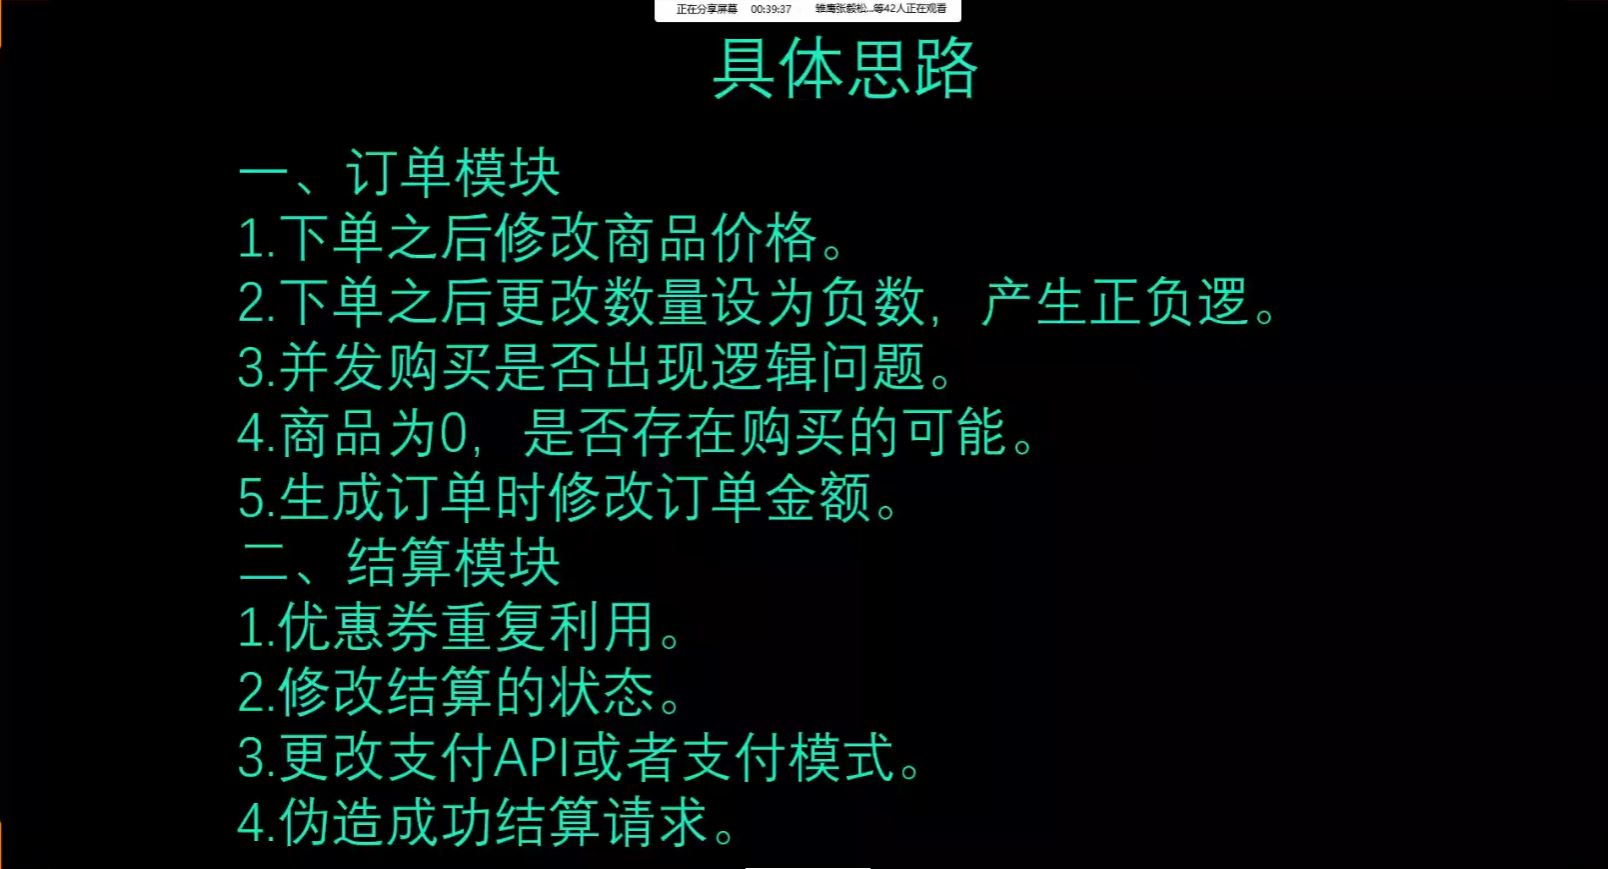 正在分享屏幕 00:39:37 雏鹰张毅松...等42人正在观看
具体思路
一、订单模块
1.下单之后修改商品价格。
2.下单之后更改数量设为负数，产生正负逻。
3.并发购买是否出现逻辑问题。
4.商品为0，是否存在购买的可能。
5.生成订单时修改订单金额。
二、结算模块
1.优惠券重复利用。
2.修改结算的状态。
3.更改支付API或者支付模式。
4.伪造成功结算请求。